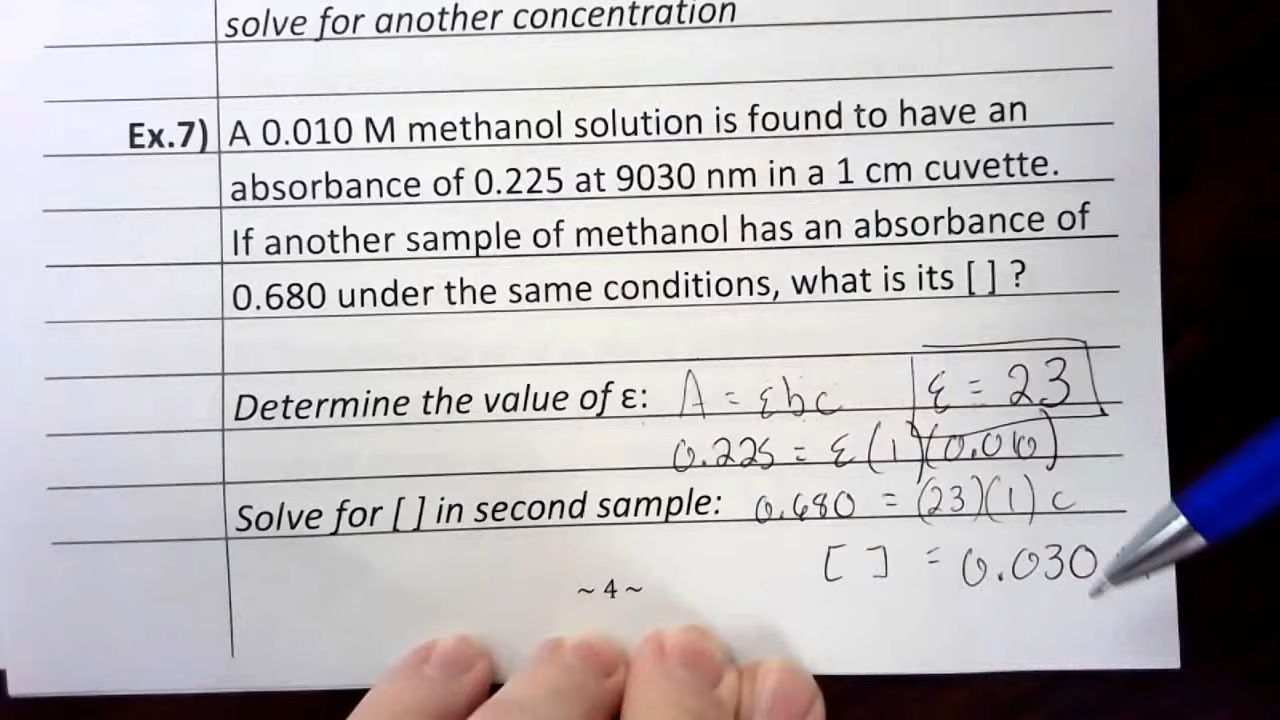 solve for another concentration
Ex.7) A 0.010 M methanol solution is found to have an
absorbance of 0.225 at 9030 nm in a 1 cm cuvette.
If another sample of methanol has an absorbance of
0.680 under the same conditions, what is its [ ] ?
Determine the value of ε: A = εbc ε = 23
0.225 = ε (1)(0.010)
Solve for [ ] in second sample: 0.680 = (23)(1) c
[ ] = 0.030
~ 4 ~